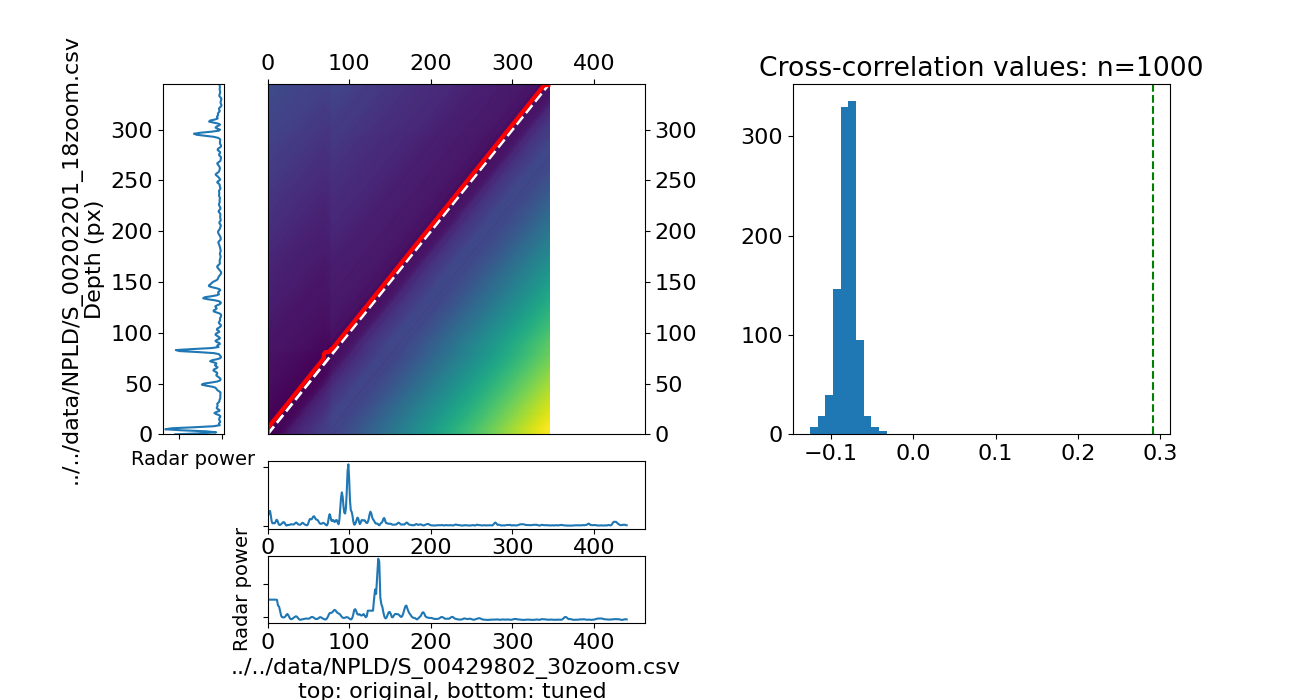 ../../data/NPLD/S_00202201_18zoom.csv
Depth (px)
0 100 200 300 400
300
250
200
150
100
50
0
300
250
200
150
100
50
0
Radar power
0 100 200 300 400
Radar power
0 100 200 300 400
../../data/NPLD/S_00429802_30zoom.csv
top: original, bottom: tuned
Cross-correlation values: n=1000
300
200
100
0
−0.1 0.0 0.1 0.2 0.3